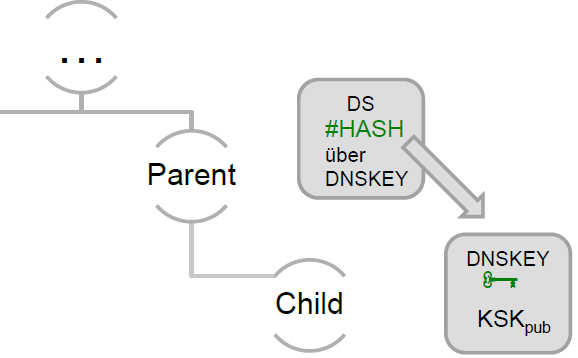 ...
Parent
Child
DS
#HASH
über
DNSKEY
DNSKEY
KSKpub